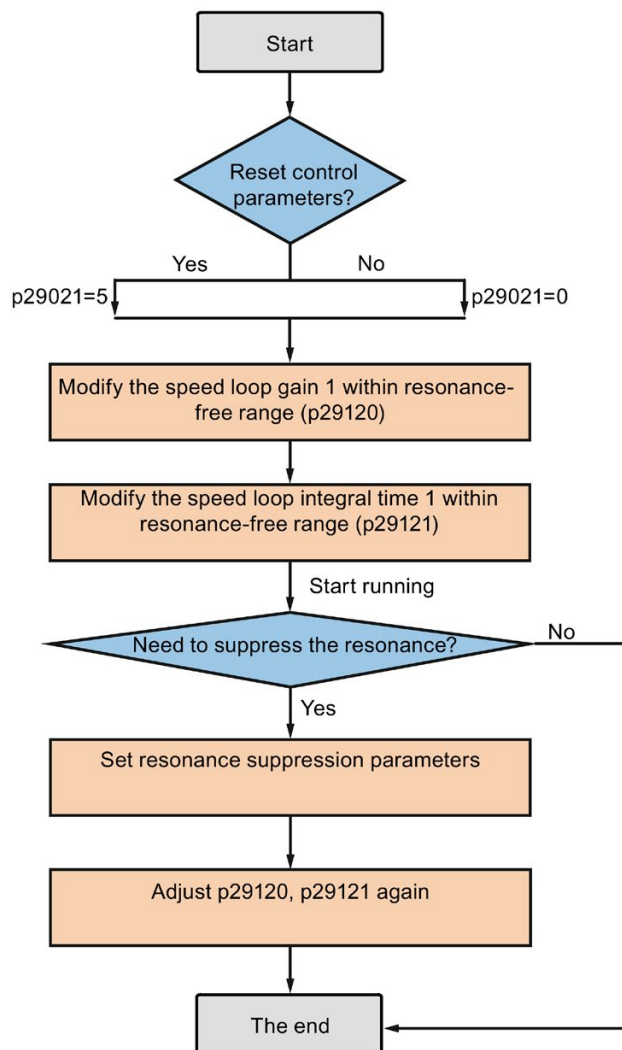 Start
Reset control
parameters?
Yes
No
p29021=5
p29021=0
Modify the speed loop gain 1 within resonance-
free range (p29120)
Modify the speed loop integral time 1 within
resonance-free range (p29121)
Start running
Need to suppress the resonance?
No
Yes
Set resonance suppression parameters
Adjust p29120, p29121 again
The end